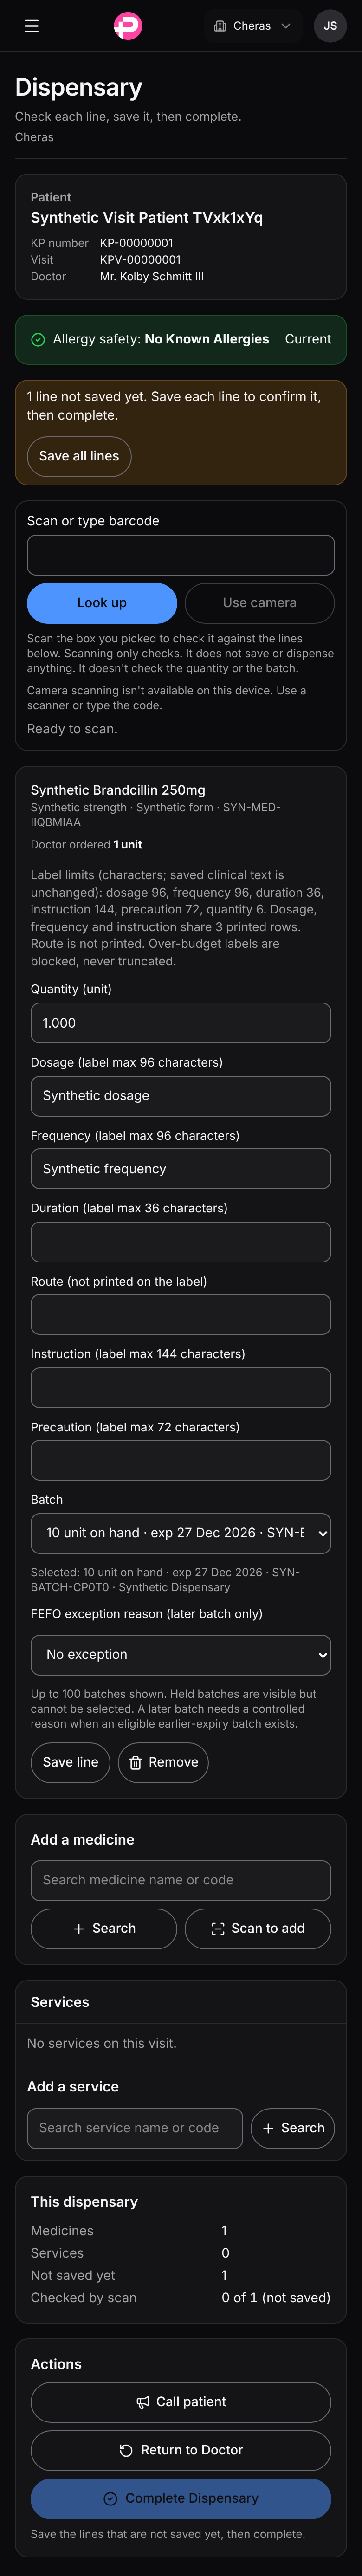 Cheras
JS
Dispensary
Check each line, save it, then complete.
Cheras
Patient
Synthetic Visit Patient TVxk1xYq
KP number KP-00000001
Visit KPV-00000001
Doctor Mr. Kolby Schmitt III
Allergy safety: No Known Allergies Current
1 line not saved yet. Save each line to confirm it,
then complete.
Save all lines
Scan or type barcode
Look up Use camera
Scan the box you picked to check it against the lines
below. Scanning only checks. It does not save or dispense
anything. It doesn't check the quantity or the batch.
Camera scanning isn't available on this device. Use a
scanner or type the code.
Ready to scan.
Synthetic Brandcillin 250mg
Synthetic strength · Synthetic form · SYN-MED-
IIQBMIAA
Doctor ordered 1 unit
Label limits (characters; saved clinical text is
unchanged): dosage 96, frequency 96, duration 36,
instruction 144, precaution 72, quantity 6. Dosage,
frequency and instruction share 3 printed rows.
Route is not printed. Over-budget labels are
blocked, never truncated.
Quantity (unit)
1.000
Dosage (label max 96 characters)
Synthetic dosage
Frequency (label max 96 characters)
Synthetic frequency
Duration (label max 36 characters)
Route (not printed on the label)
Instruction (label max 144 characters)
Precaution (label max 72 characters)
Batch
10 unit on hand · exp 27 Dec 2026 · SYN-E
Selected: 10 unit on hand · exp 27 Dec 2026 · SYN-
BATCH-CP0T0 · Synthetic Dispensary
FEFO exception reason (later batch only)
No exception
Up to 100 batches shown. Held batches are visible but
cannot be selected. A later batch needs a controlled
reason when an eligible earlier-expiry batch exists.
Save line Remove
Add a medicine
Search medicine name or code
Search Scan to add
Services
No services on this visit.
Add a service
Search service name or code Search
This dispensary
Medicines 1
Services 0
Not saved yet 1
Checked by scan 0 of 1 (not saved)
Actions
Call patient
Return to Doctor
Complete Dispensary
Save the lines that are not saved yet, then complete.